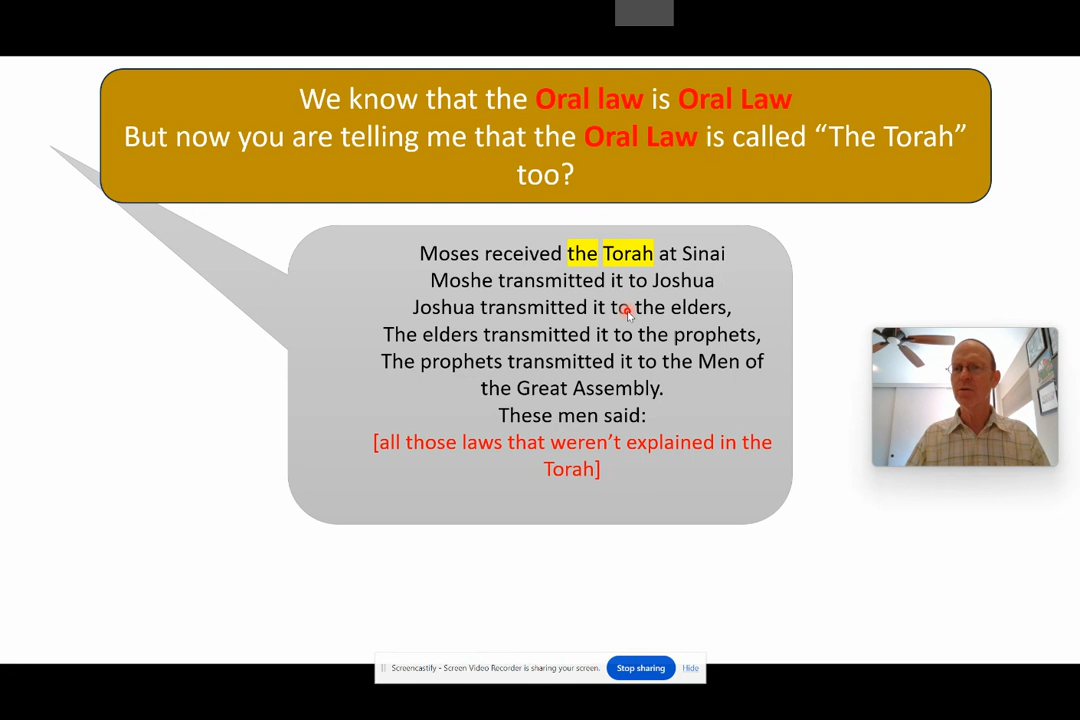 We know that the Oral law is Oral Law
But now you are telling me that the Oral Law is called “The Torah”
too?
Moses received the Torah at Sinai
Moshe transmitted it to Joshua
Joshua transmitted it to the elders,
The elders transmitted it to the prophets,
The prophets transmitted it to the Men of
the Great Assembly.
These men said:
[all those laws that weren’t explained in the
Torah]
Screencastify - Screen Video Recorder is sharing your screen. Stop sharing Hide